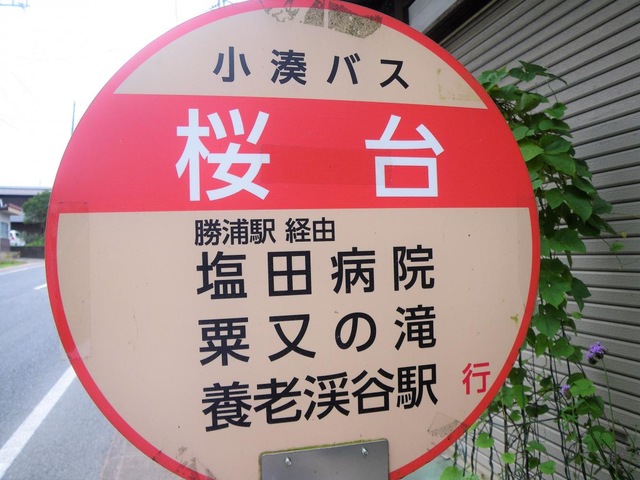 小湊バス
桜台
勝浦駅 経由
塩田病院
粟又の滝
養老渓谷駅 行